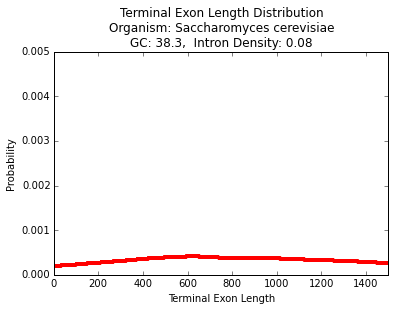 Terminal Exon Length Distribution
Organism: Saccharomyces cerevisiae
GC: 38.3,  Intron Density: 0.08
0.005
0.004
0.003
0.002
0.001
0.000
Probability
0 200 400 600 800 1000 1200 1400
Terminal Exon Length